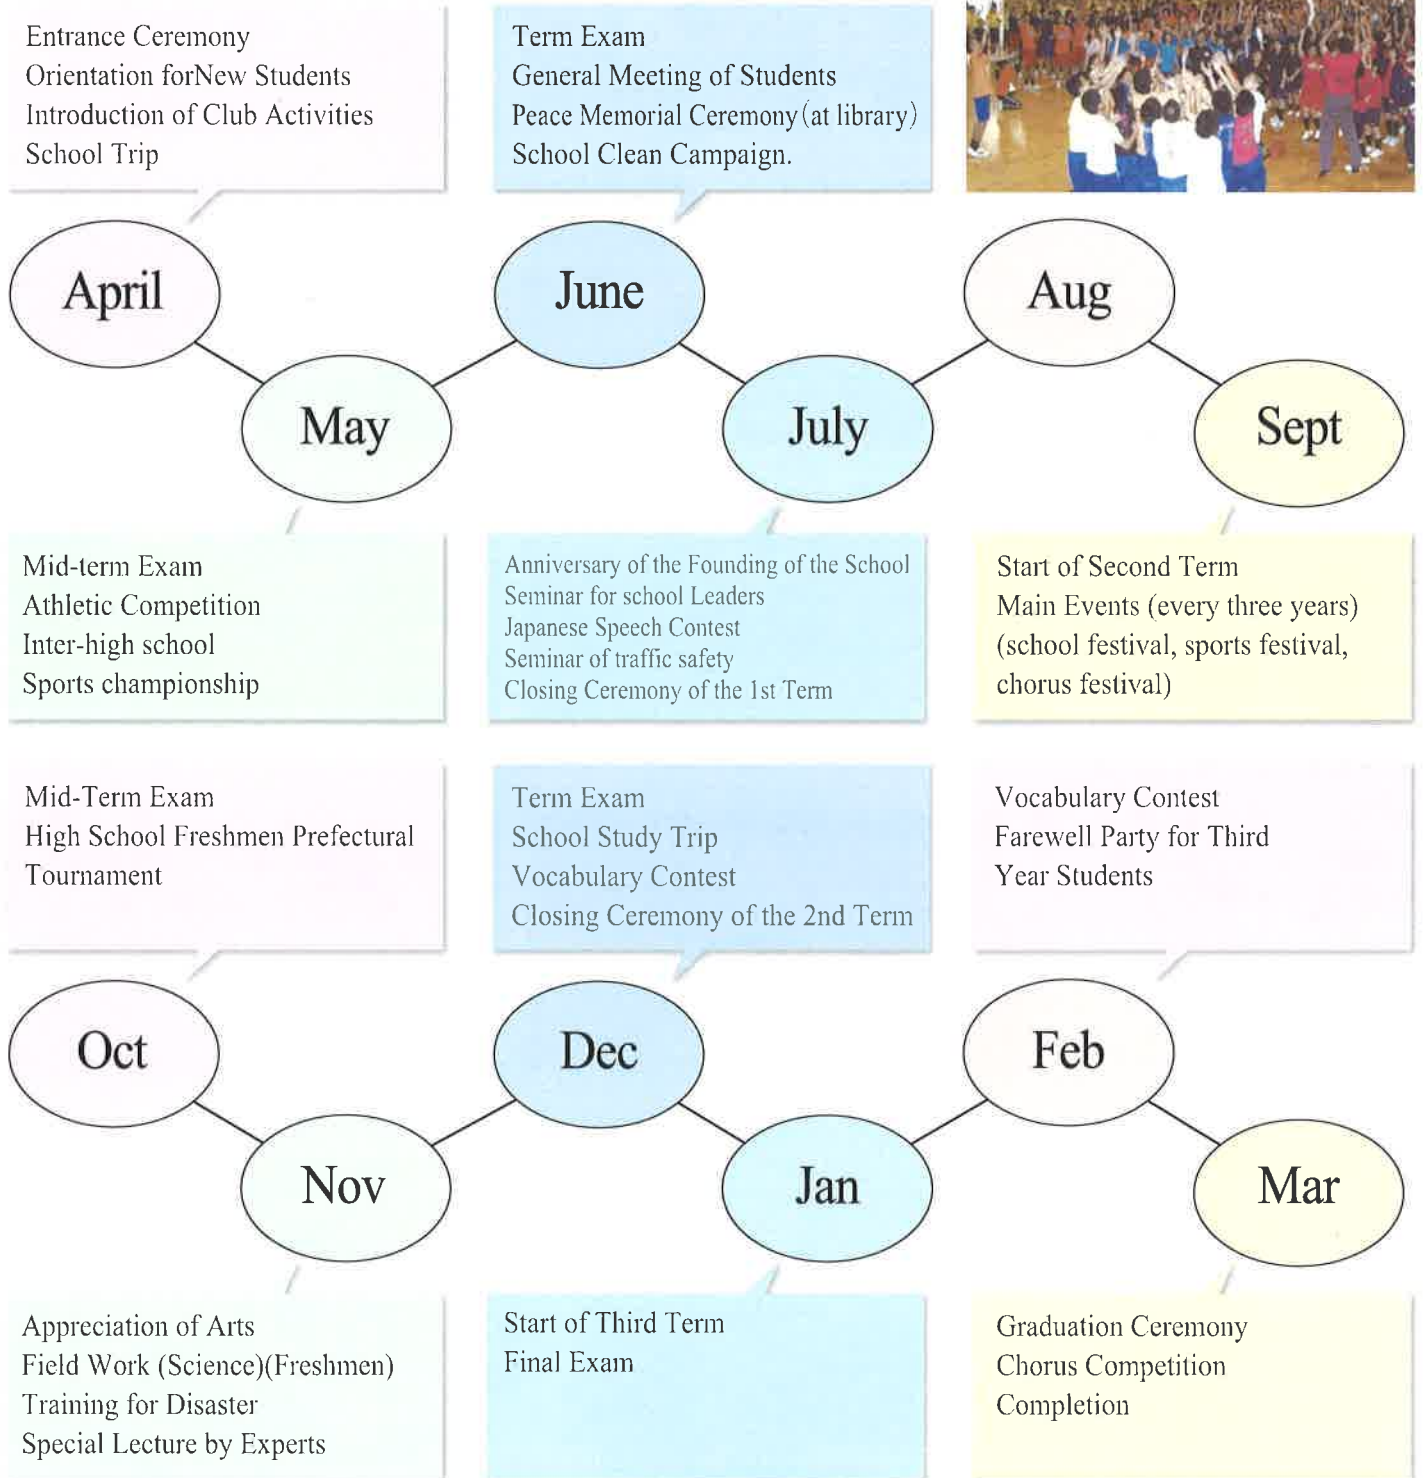 Entrance Ceremony
Orientation forNew Students
Introduction of Club Activities
School Trip
Term Exam
General Meeting of Students
Peace Memorial Ceremony(at library)
School Clean Campaign.
April
June
Aug
May
July
Sept
Mid-term Exam
Athletic Competition
Inter-high school
Sports championship
Anniversary of the Founding of the School
Seminar for school Leaders
Japanese Speech Contest
Seminar of traffic safety
Closing Ceremony of the 1st Term
Start of Second Term
Main Events (every three years)
(school festival, sports festival,
chorus festival)
Mid-Term Exam
High School Freshmen Prefectural
Tournament
Term Exam
School Study Trip
Vocabulary Contest
Closing Ceremony of the 2nd Term
Vocabulary Contest
Farewell Party for Third
Year Students
Oct
Dec
Feb
Nov
Jan
Mar
Appreciation of Arts
Field Work (Science)(Freshmen)
Training for Disaster
Special Lecture by Experts
Start of Third Term
Final Exam
Graduation Ceremony
Chorus Competition
Completion